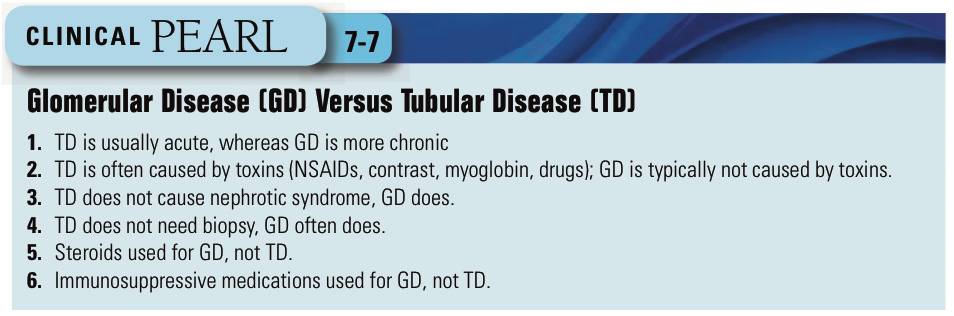 CLINICAL PEARL 7-7
Glomerular Disease (GD) Versus Tubular Disease (TD)
1. TD is usually acute, whereas GD is more chronic
2. TD is often caused by toxins (NSAIDs, contrast, myoglobin, drugs); GD is typically not caused by toxins.
3. TD does not cause nephrotic syndrome, GD does.
4. TD does not need biopsy, GD often does.
5. Steroids used for GD, not TD.
6. Immunosuppressive medications used for GD, not TD.